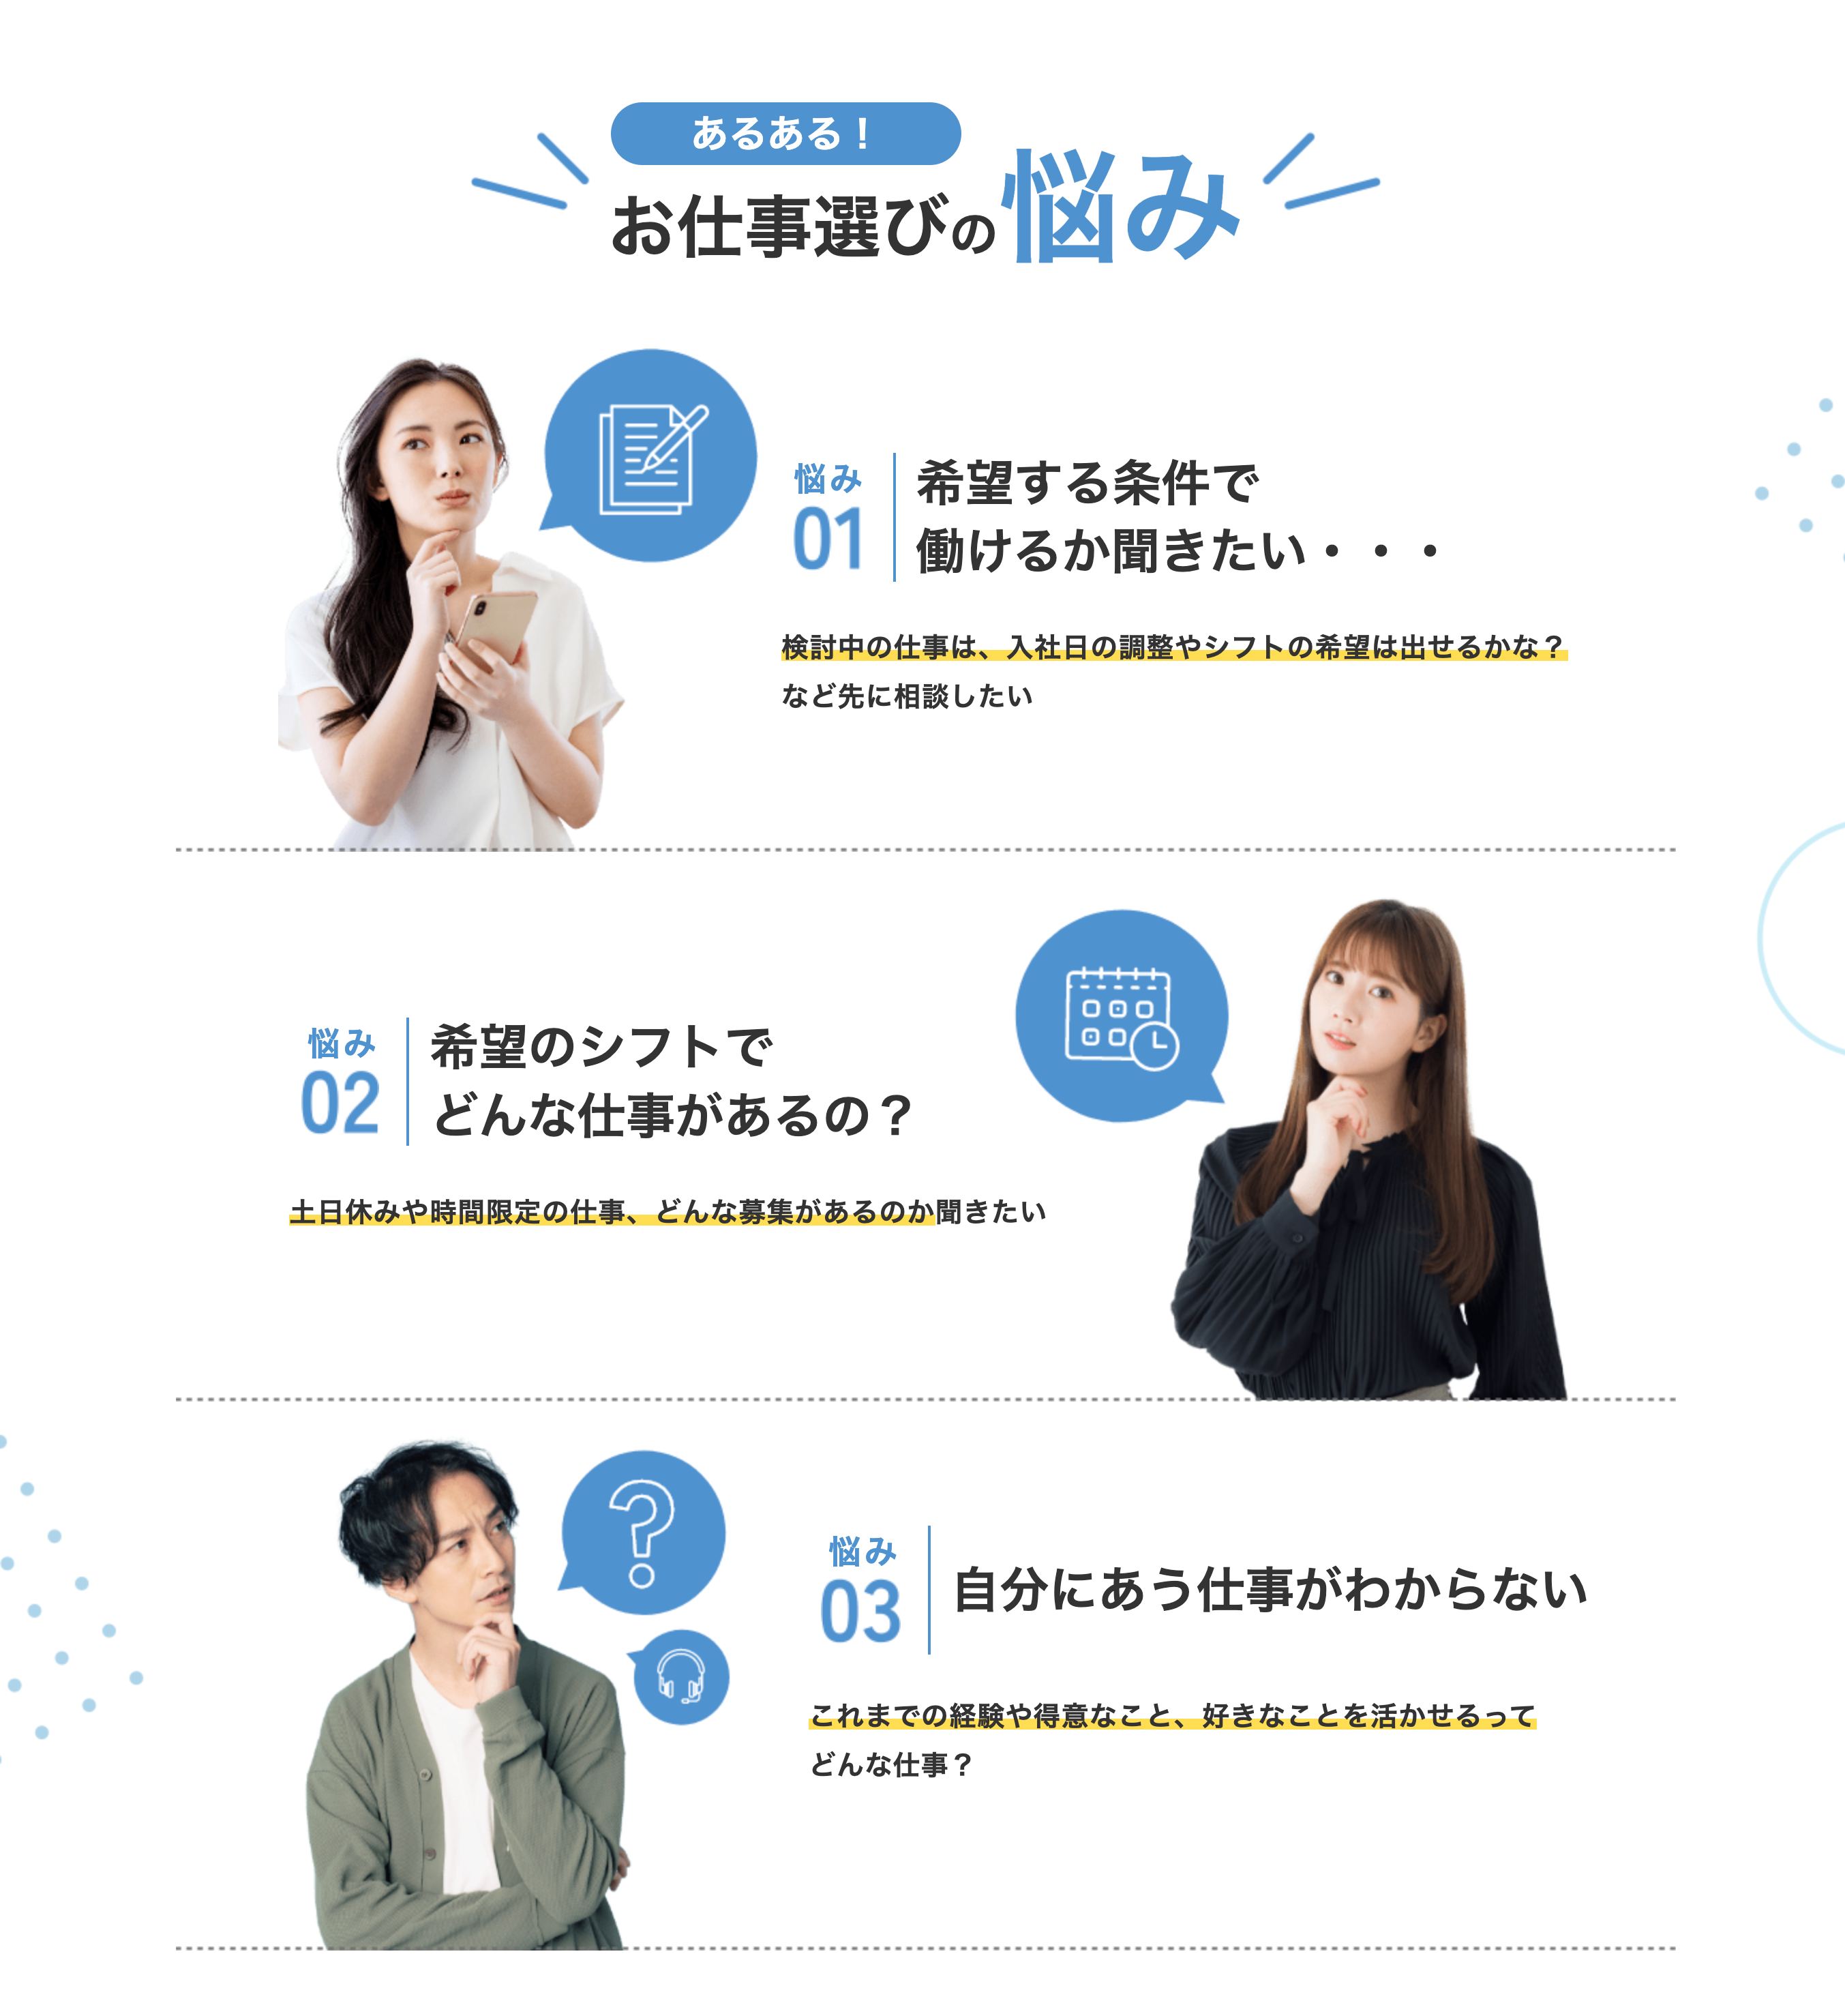 あるある！
お仕事選びの悩み
悩み
01
希望する条件で
働けるか聞きたい・・・
検討中の仕事は、入社日の調整やシフトの希望は出せるかな？
など先に相談したい
悩み
02
希望のシフトで
どんな仕事があるの？
土日休みや時間限定の仕事、どんな募集があるのか聞きたい
悩み
03
自分にあう仕事がわからない
これまでの経験や得意なこと、好きなことを活かせるって
どんな仕事？